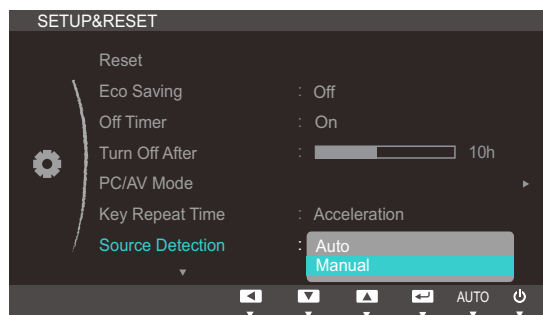 SETUP&RESET
Reset
Eco Saving : Off
Off Timer : On
Turn Off After : 10h
PC/AV Mode
Key Repeat Time : Acceleration
Source Detection : Auto
Manual
AUTO